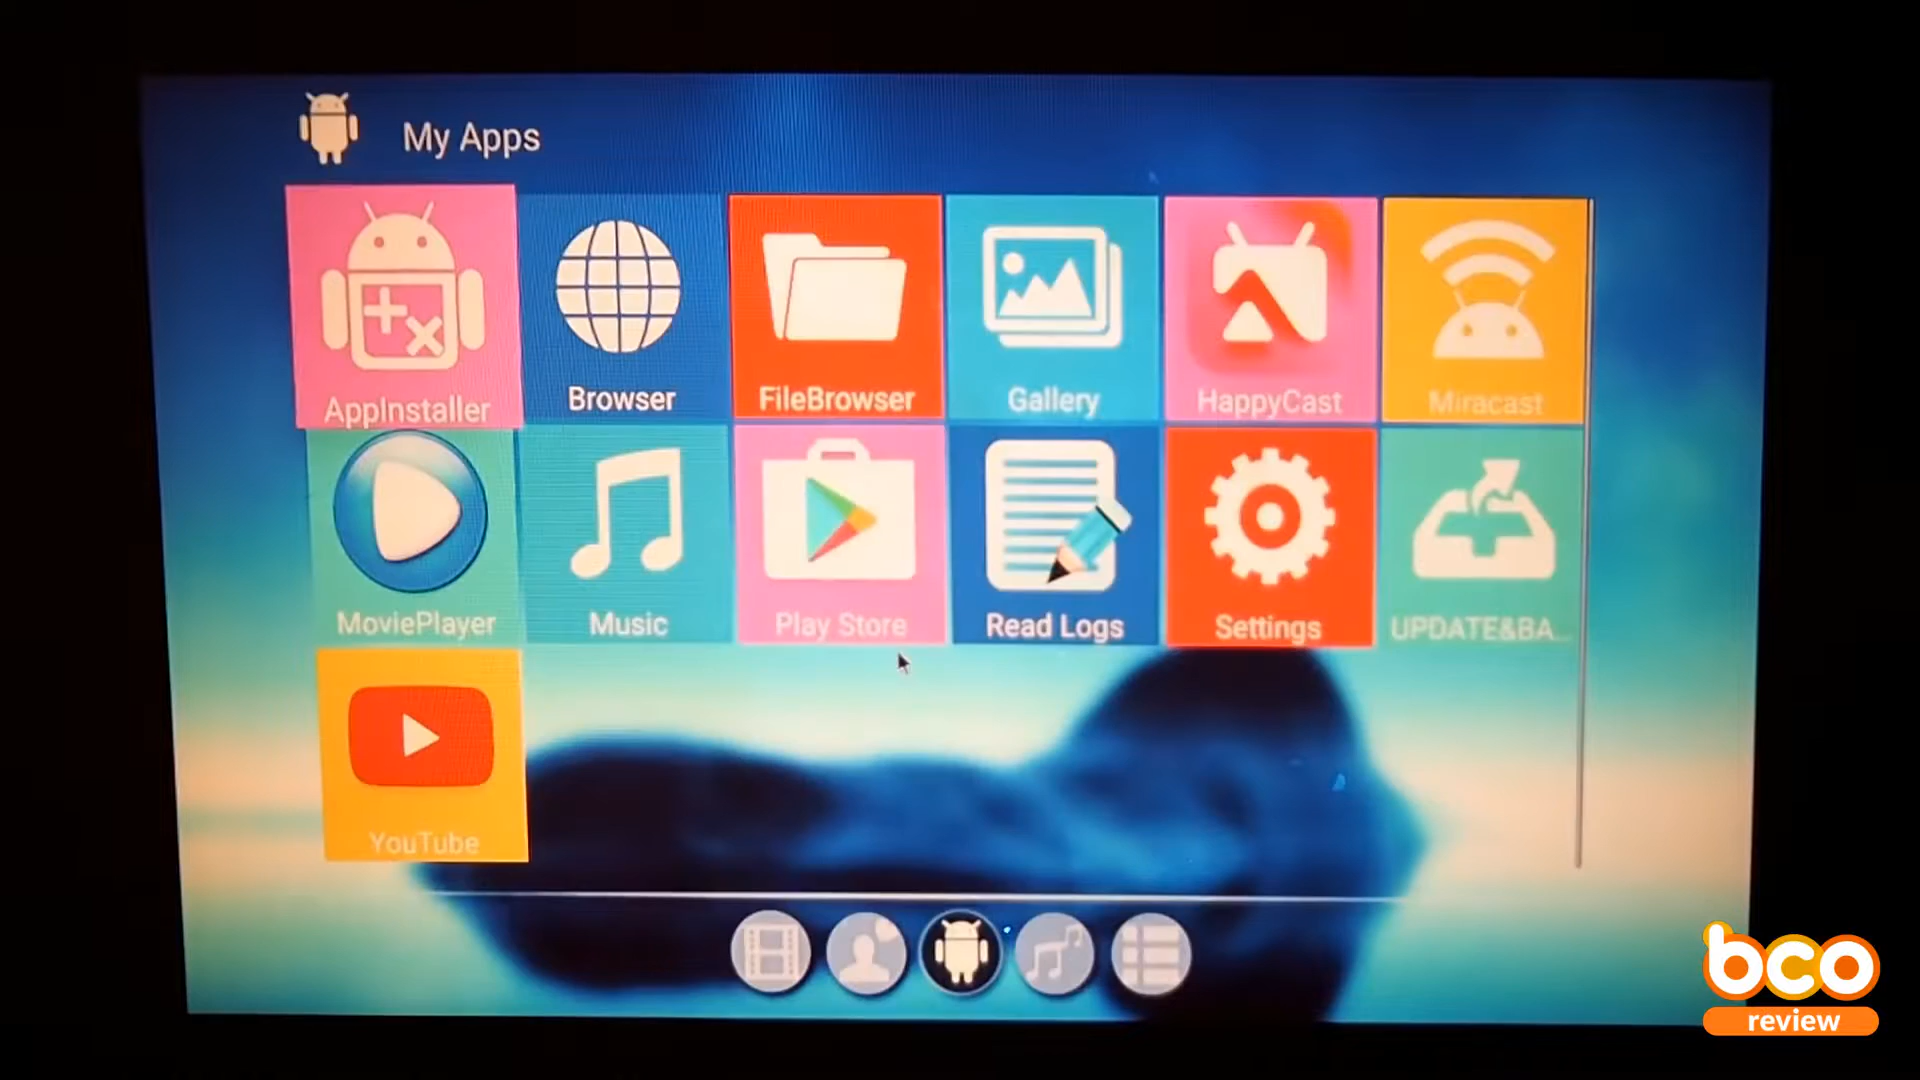 My Apps
AppInstaller
Browser
FileBrowser
Gallery
HappyCast
Miracast
MoviePlayer
Music
Play Store
Read Logs
Settings
UPDATE&BA...
YouTube
bco
review